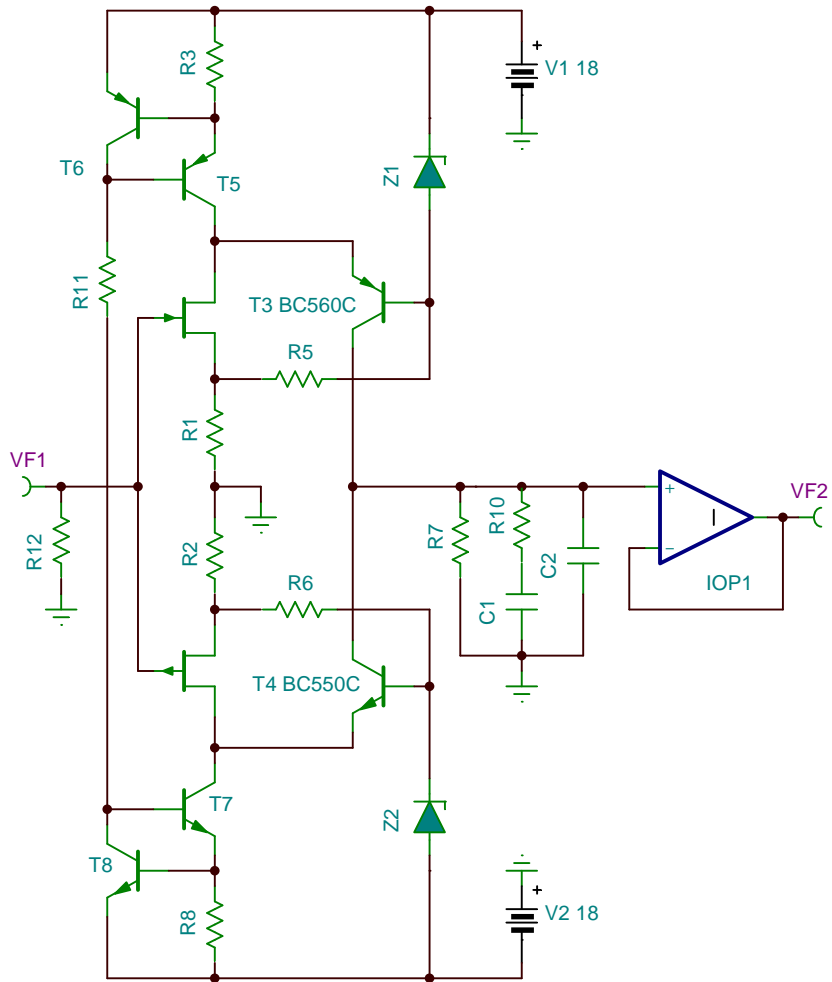 R3
+
V1 18
T6
T5
Z1
R11
T3 BC560C
R5
R1
VF1
R12
R2
R6
R7
R10
C1
C2
+
−
I
IOP1
VF2
T4 BC550C
T7
T8
Z2
R8
+
V2 18